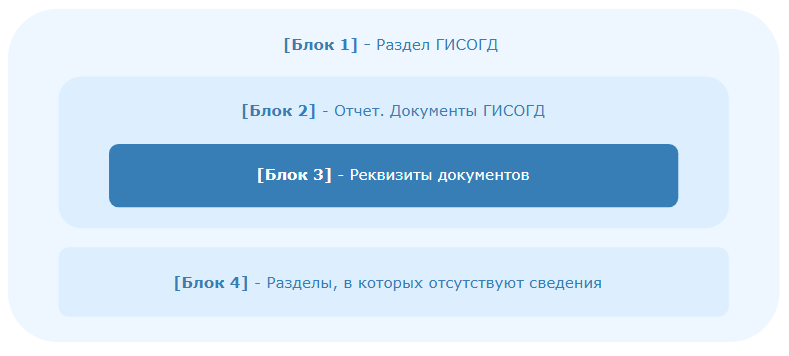 [Блок 1] - Раздел ГИСОГД
[Блок 2] - Отчет. Документы ГИСОГД
[Блок 3] - Реквизиты документов
[Блок 4] - Разделы, в которых отсутствуют сведения